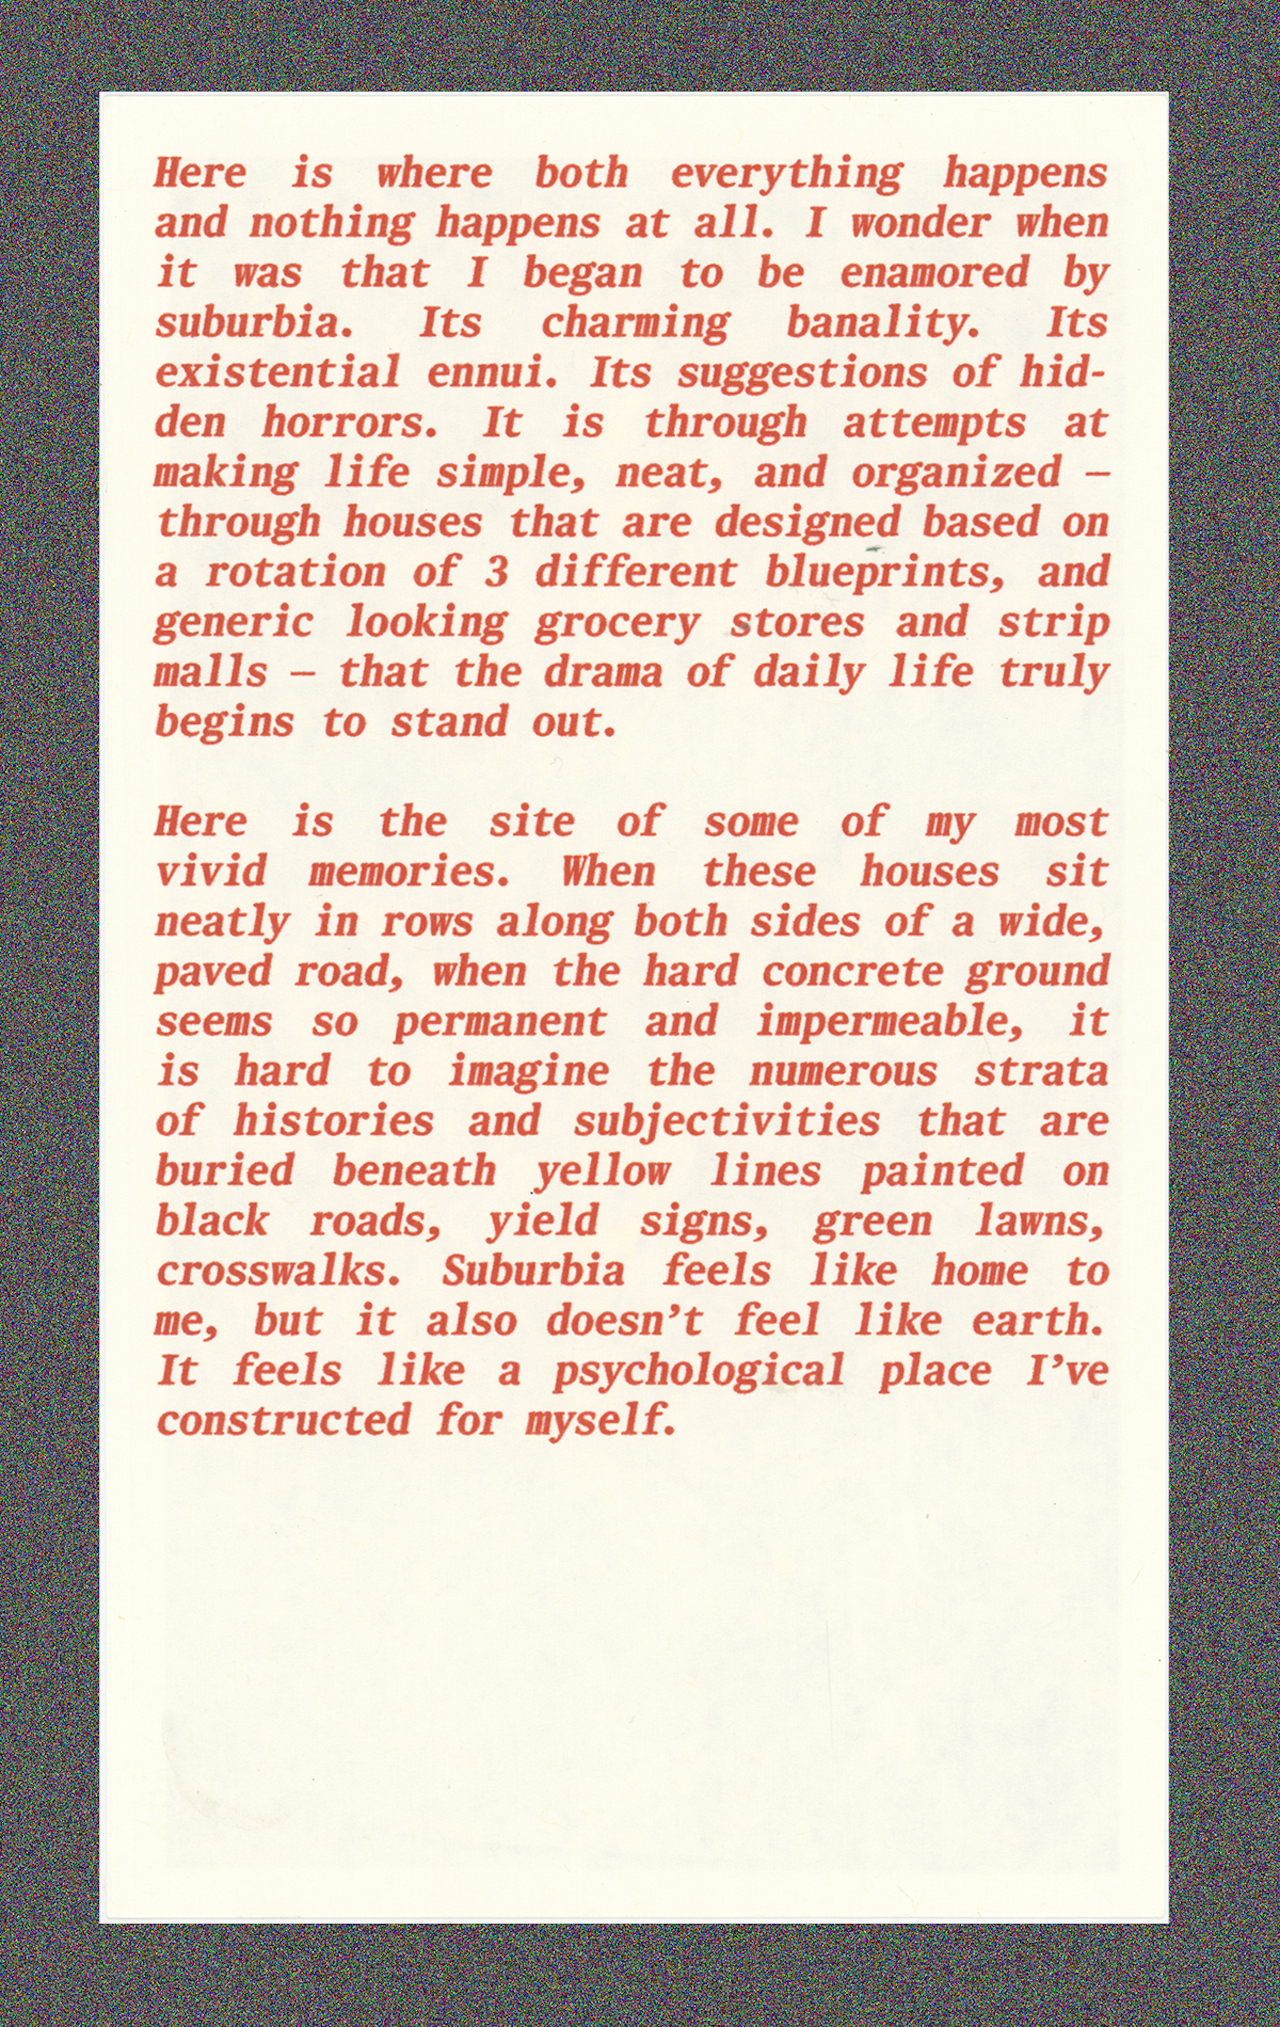 Here is where both everything happens
and nothing happens at all. I wonder when
it was that I began to be enamored by
suburbia. Its charming banality. Its
existential ennui. Its suggestions of hid-
den horrors. It is through attempts at
making life simple, neat, and organized —
through houses that are designed based on
a rotation of 3 different blueprints, and
generic looking grocery stores and strip
malls — that the drama of daily life truly
begins to stand out.
Here is the site of some of my most
vivid memories. When these houses sit
neatly in rows along both sides of a wide,
paved road, when the hard concrete ground
seems so permanent and impermeable, it
is hard to imagine the numerous strata
of histories and subjectivities that are
buried beneath yellow lines painted on
black roads, yield signs, green lawns,
crosswalks. Suburbia feels like home to
me, but it also doesn’t feel like earth.
It feels like a psychological place I’ve
constructed for myself.